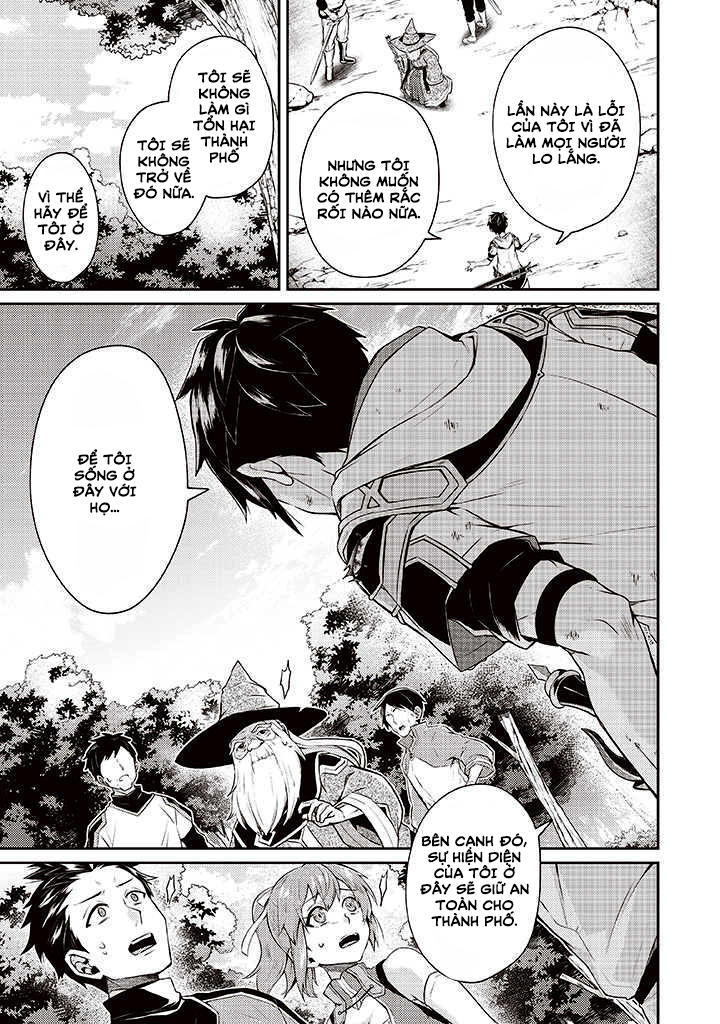 LẦN NÀY LÀ LỖI
CỦA TÔI VÌ ĐÃ
LÀM MỌI NGƯỜI
LO LẮNG.
NHƯNG TÔI
KHÔNG MUỐN
CÓ THÊM RẮC
RỐI NÀO NỮA.
TÔI SẼ
KHÔNG
LÀM GÌ
TỔN HẠI
THÀNH
PHỐ
TÔI SẼ
KHÔNG
TRỞ VỀ
ĐÓ NỮA.
VÌ THẾ
HÃY ĐỂ
TÔI Ở
ĐÂY.
ĐỂ TÔI
SỐNG Ở
ĐÂY VỚI
HỌ...
BÊN CẠNH ĐÓ,
SỰ HIỆN DIỆN
CỦA TÔI Ở
ĐÂY SẼ GIỮ AN
TOÀN CHO
THÀNH PHỐ.